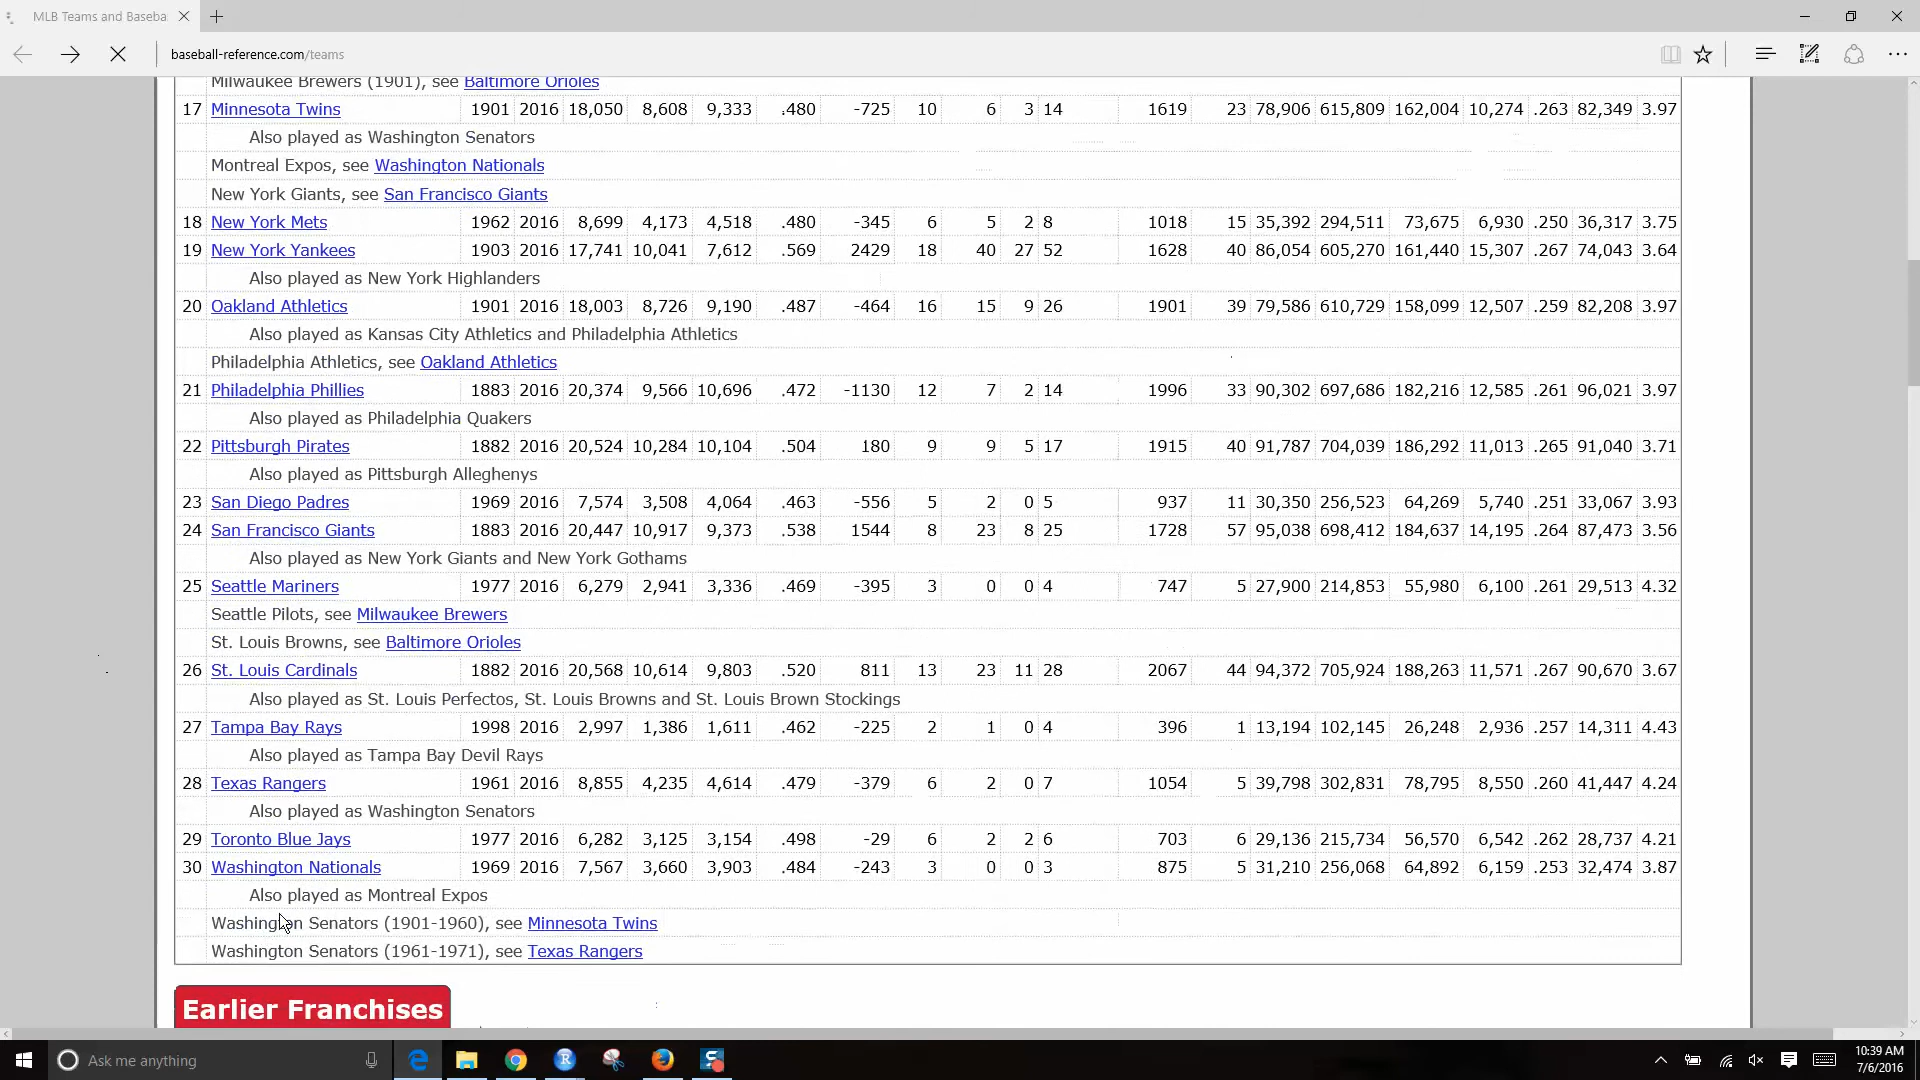 MLB Teams and Baseba
baseball-reference.com/teams
Milwaukee Brewers (1901), see Baltimore Orioles
17 Minnesota Twins 1901 2016 18,050 8,608 9,333 .480 -725 10 6 3 14 1619 23 78,906 615,809 162,004 10,274 .263 82,349 3.97
Also played as Washington Senators
Montreal Expos, see Washington Nationals
New York Giants, see San Francisco Giants
18 New York Mets 1962 2016 8,699 4,173 4,518 .480 -345 6 5 2 8 1018 15 35,392 294,511 73,675 6,930 .250 36,317 3.75
19 New York Yankees 1903 2016 17,741 10,041 7,612 .569 2429 18 40 27 52 1628 40 86,054 605,270 161,440 15,307 .267 74,043 3.64
Also played as New York Highlanders
20 Oakland Athletics 1901 2016 18,003 8,726 9,190 .487 -464 16 15 9 26 1901 39 79,586 610,729 158,099 12,507 .259 82,208 3.97
Also played as Kansas City Athletics and Philadelphia Athletics
Philadelphia Athletics, see Oakland Athletics
21 Philadelphia Phillies 1883 2016 20,374 9,566 10,696 .472 -1130 12 7 2 14 1996 33 90,302 697,686 182,216 12,585 .261 96,021 3.97
Also played as Philadelphia Quakers
22 Pittsburgh Pirates 1882 2016 20,524 10,284 10,104 .504 180 9 9 5 17 1915 40 91,787 704,039 186,292 11,013 .265 91,040 3.71
Also played as Pittsburgh Alleghenys
23 San Diego Padres 1969 2016 7,574 3,508 4,064 .463 -556 5 2 0 5 937 11 30,350 256,523 64,269 5,740 .251 33,067 3.93
24 San Francisco Giants 1883 2016 20,447 10,917 9,373 .538 1544 8 23 8 25 1728 57 95,038 698,412 184,637 14,195 .264 87,473 3.56
Also played as New York Giants and New York Gothams
25 Seattle Mariners 1977 2016 6,279 2,941 3,336 .469 -395 3 0 0 4 747 5 27,900 214,853 55,980 6,100 .261 29,513 4.32
Seattle Pilots, see Milwaukee Brewers
St. Louis Browns, see Baltimore Orioles
26 St. Louis Cardinals 1882 2016 20,568 10,614 9,803 .520 811 13 23 11 28 2067 44 94,372 705,924 188,263 11,571 .267 90,670 3.67
Also played as St. Louis Perfectos, St. Louis Browns and St. Louis Brown Stockings
27 Tampa Bay Rays 1998 2016 2,997 1,386 1,611 .462 -225 2 1 0 4 396 1 13,194 102,145 26,248 2,936 .257 14,311 4.43
Also played as Tampa Bay Devil Rays
28 Texas Rangers 1961 2016 8,855 4,235 4,614 .479 -379 6 2 0 7 1054 5 39,798 302,831 78,795 8,550 .260 41,447 4.24
Also played as Washington Senators
29 Toronto Blue Jays 1977 2016 6,282 3,125 3,154 .498 -29 6 2 2 6 703 6 29,136 215,734 56,570 6,542 .262 28,737 4.21
30 Washington Nationals 1969 2016 7,567 3,660 3,903 .484 -243 3 0 0 3 875 5 31,210 256,068 64,892 6,159 .253 32,474 3.87
Also played as Montreal Expos
Washington Senators (1901-1960), see Minnesota Twins
Washington Senators (1961-1971), see Texas Rangers
Earlier Franchises
Ask me anything
10:39 AM
7/6/2016